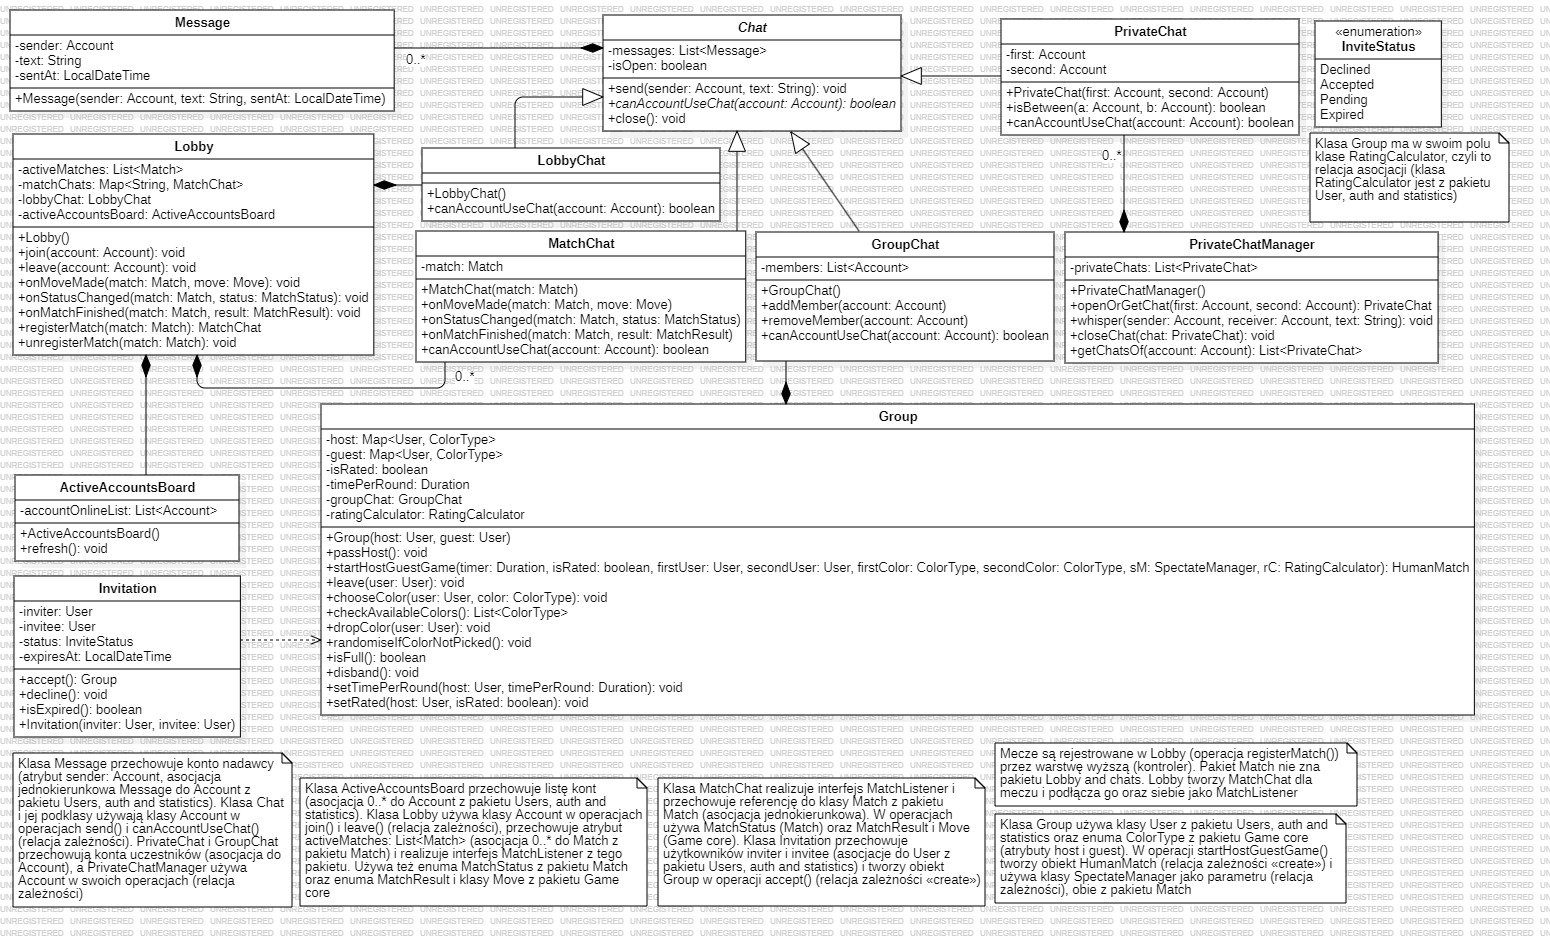 Message
-sender: Account
-text: String
-sentAt: LocalDateTime
+Message(sender: Account, text: String, sentAt: LocalDateTime)
0..*
Chat
-messages: List<Message>
-isOpen: boolean
+send(sender: Account, text: String): void
+canAccountUseChat(account: Account): boolean
+close(): void
PrivateChat
-first: Account
-second: Account
+PrivateChat(first: Account, second: Account)
+isBetween(a: Account, b: Account): boolean
+canAccountUseChat(account: Account): boolean
0..*
«enumeration»
InviteStatus
Declined
Accepted
Pending
Expired
Klasa Group ma w swoim polu
klase RatingCalculator, czyli to
relacja asocjacji (klasa
RatingCalculator jest z pakietu
User, auth and statistics)
Lobby
-activeMatches: List<Match>
-matchChats: Map<String, MatchChat>
-lobbyChat: LobbyChat
-activeAccountsBoard: ActiveAccountsBoard
+Lobby()
+join(account: Account): void
+leave(account: Account): void
+onMoveMade(match: Match, move: Move): void
+onStatusChanged(match: Match, status: MatchStatus): void
+onMatchFinished(match: Match, result: MatchResult): void
+registerMatch(match: Match): MatchChat
+unregisterMatch(match: Match): void
LobbyChat
+LobbyChat()
+canAccountUseChat(account: Account): boolean
MatchChat
-match: Match
+MatchChat(match: Match)
+onMoveMade(match: Match, move: Move)
+onStatusChanged(match: Match, status: MatchStatus)
+onMatchFinished(match: Match, result: MatchResult)
+canAccountUseChat(account: Account): boolean
0..*
GroupChat
-members: List<Account>
+GroupChat()
+addMember(account: Account)
+removeMember(account: Account)
+canAccountUseChat(account: Account): boolean
PrivateChatManager
-privateChats: List<PrivateChat>
+PrivateChatManager()
+openOrGetChat(first: Account, second: Account): PrivateChat
+whisper(sender: Account, receiver: Account, text: String): void
+closeChat(chat: PrivateChat): void
+getChatsOf(account: Account): List<PrivateChat>
ActiveAccountsBoard
-accountOnlineList: List<Account>
+ActiveAccountsBoard()
+refresh(): void
Group
-host: Map<User, ColorType>
-guest: Map<User, ColorType>
-isRated: boolean
-timePerRound: Duration
-groupChat: GroupChat
-ratingCalculator: RatingCalculator
+Group(host: User, guest: User)
+passHost(): void
+startHostGuestGame(timer: Duration, isRated: boolean, firstUser: User, secondUser: User, firstColor: ColorType, secondColor: ColorType, sM: SpectateManager, rC: RatingCalculator): HumanMatch
+leave(user: User): void
+chooseColor(user: User, color: ColorType): void
+checkAvailableColors(): List<ColorType>
+dropColor(user: User): void
+randomiseIfColorNotPicked(): void
+isFull(): boolean
+disband(): void
+setTimePerRound(host: User, timePerRound: Duration): void
+setRated(host: User, isRated: boolean): void
Invitation
-inviter: User
-invitee: User
-status: InviteStatus
-expiresAt: LocalDateTime
+accept(): Group
+decline(): void
+isExpired(): boolean
+Invitation(inviter: User, invitee: User)
Klasa Message przechowuje konto nadawcy
(atrybut sender: Account, asocjacja
jednokierunkowa Message do Account z
pakietu Users, auth and statistics). Klasa Chat
i jej podklasy używają klasy Account w
operacjach send() i canAccountUseChat()
(relacja zależności). PrivateChat i GroupChat
przechowują konta uczestników (asocjacja do
Account), a PrivateChatManager używa
Account w swoich operacjach (relacja
zależności)
Klasa ActiveAccountsBoard przechowuje listę kont
(asocjacja 0..* do Account z pakietu Users, auth and
statistics). Klasa Lobby używa klasy Account w operacjach
join() i leave() (relacja zależności), przechowuje atrybut
activeMatches: List<Match> (asocjacja 0..* do Match z
pakietu Match) i realizuje interfejs MatchListener z tego
pakietu. Używa też enuma MatchStatus z pakietu Match
oraz enuma MatchResult i klasy Move z pakietu Game
core
Klasa MatchChat realizuje interfejs MatchListener i
przechowuje referencję do klasy Match z pakietu
Match (asocjacja jednokierunkowa). W operacjach
używa MatchStatus (Match) oraz MatchResult i Move
(Game core). Klasa Invitation przechowuje
użytkowników inviter i invitee (asocjacje do User z
pakietu Users, auth and statistics) i tworzy obiekt
Group w operacji accept() (relacja zależności «create»)
Mecze są rejestrowane w Lobby (operacja registerMatch())
przez warstwę wyższą (kontroler). Pakiet Match nie zna
pakietu Lobby and chats. Lobby tworzy MatchChat dla
meczu i podłącza go oraz siebie jako MatchListener
Klasa Group używa klasy User z pakietu Users, auth and
statistics oraz enuma ColorType z pakietu Game core
(atrybuty host i guest). W operacji startHostGuestGame()
tworzy obiekt HumanMatch (relacja zależności «create») i
używa klasy SpectateManager jako parametru (relacja
zależności), obie z pakietu Match